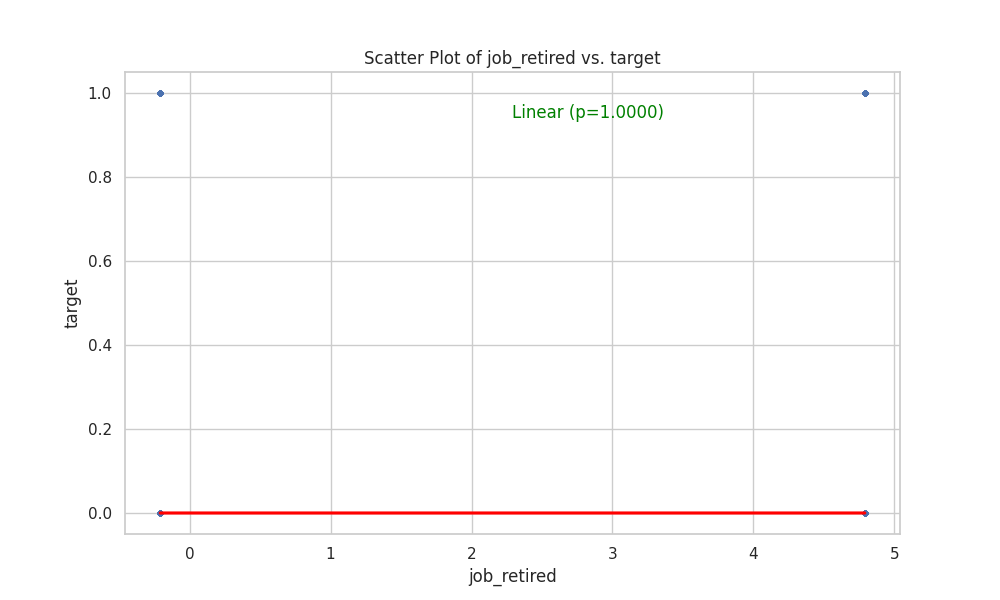 Scatter Plot of job_retired vs. target
Linear (p=1.0000)
target
1.0
0.8
0.6
0.4
0.2
0.0
0 1 2 3 4 5
job_retired